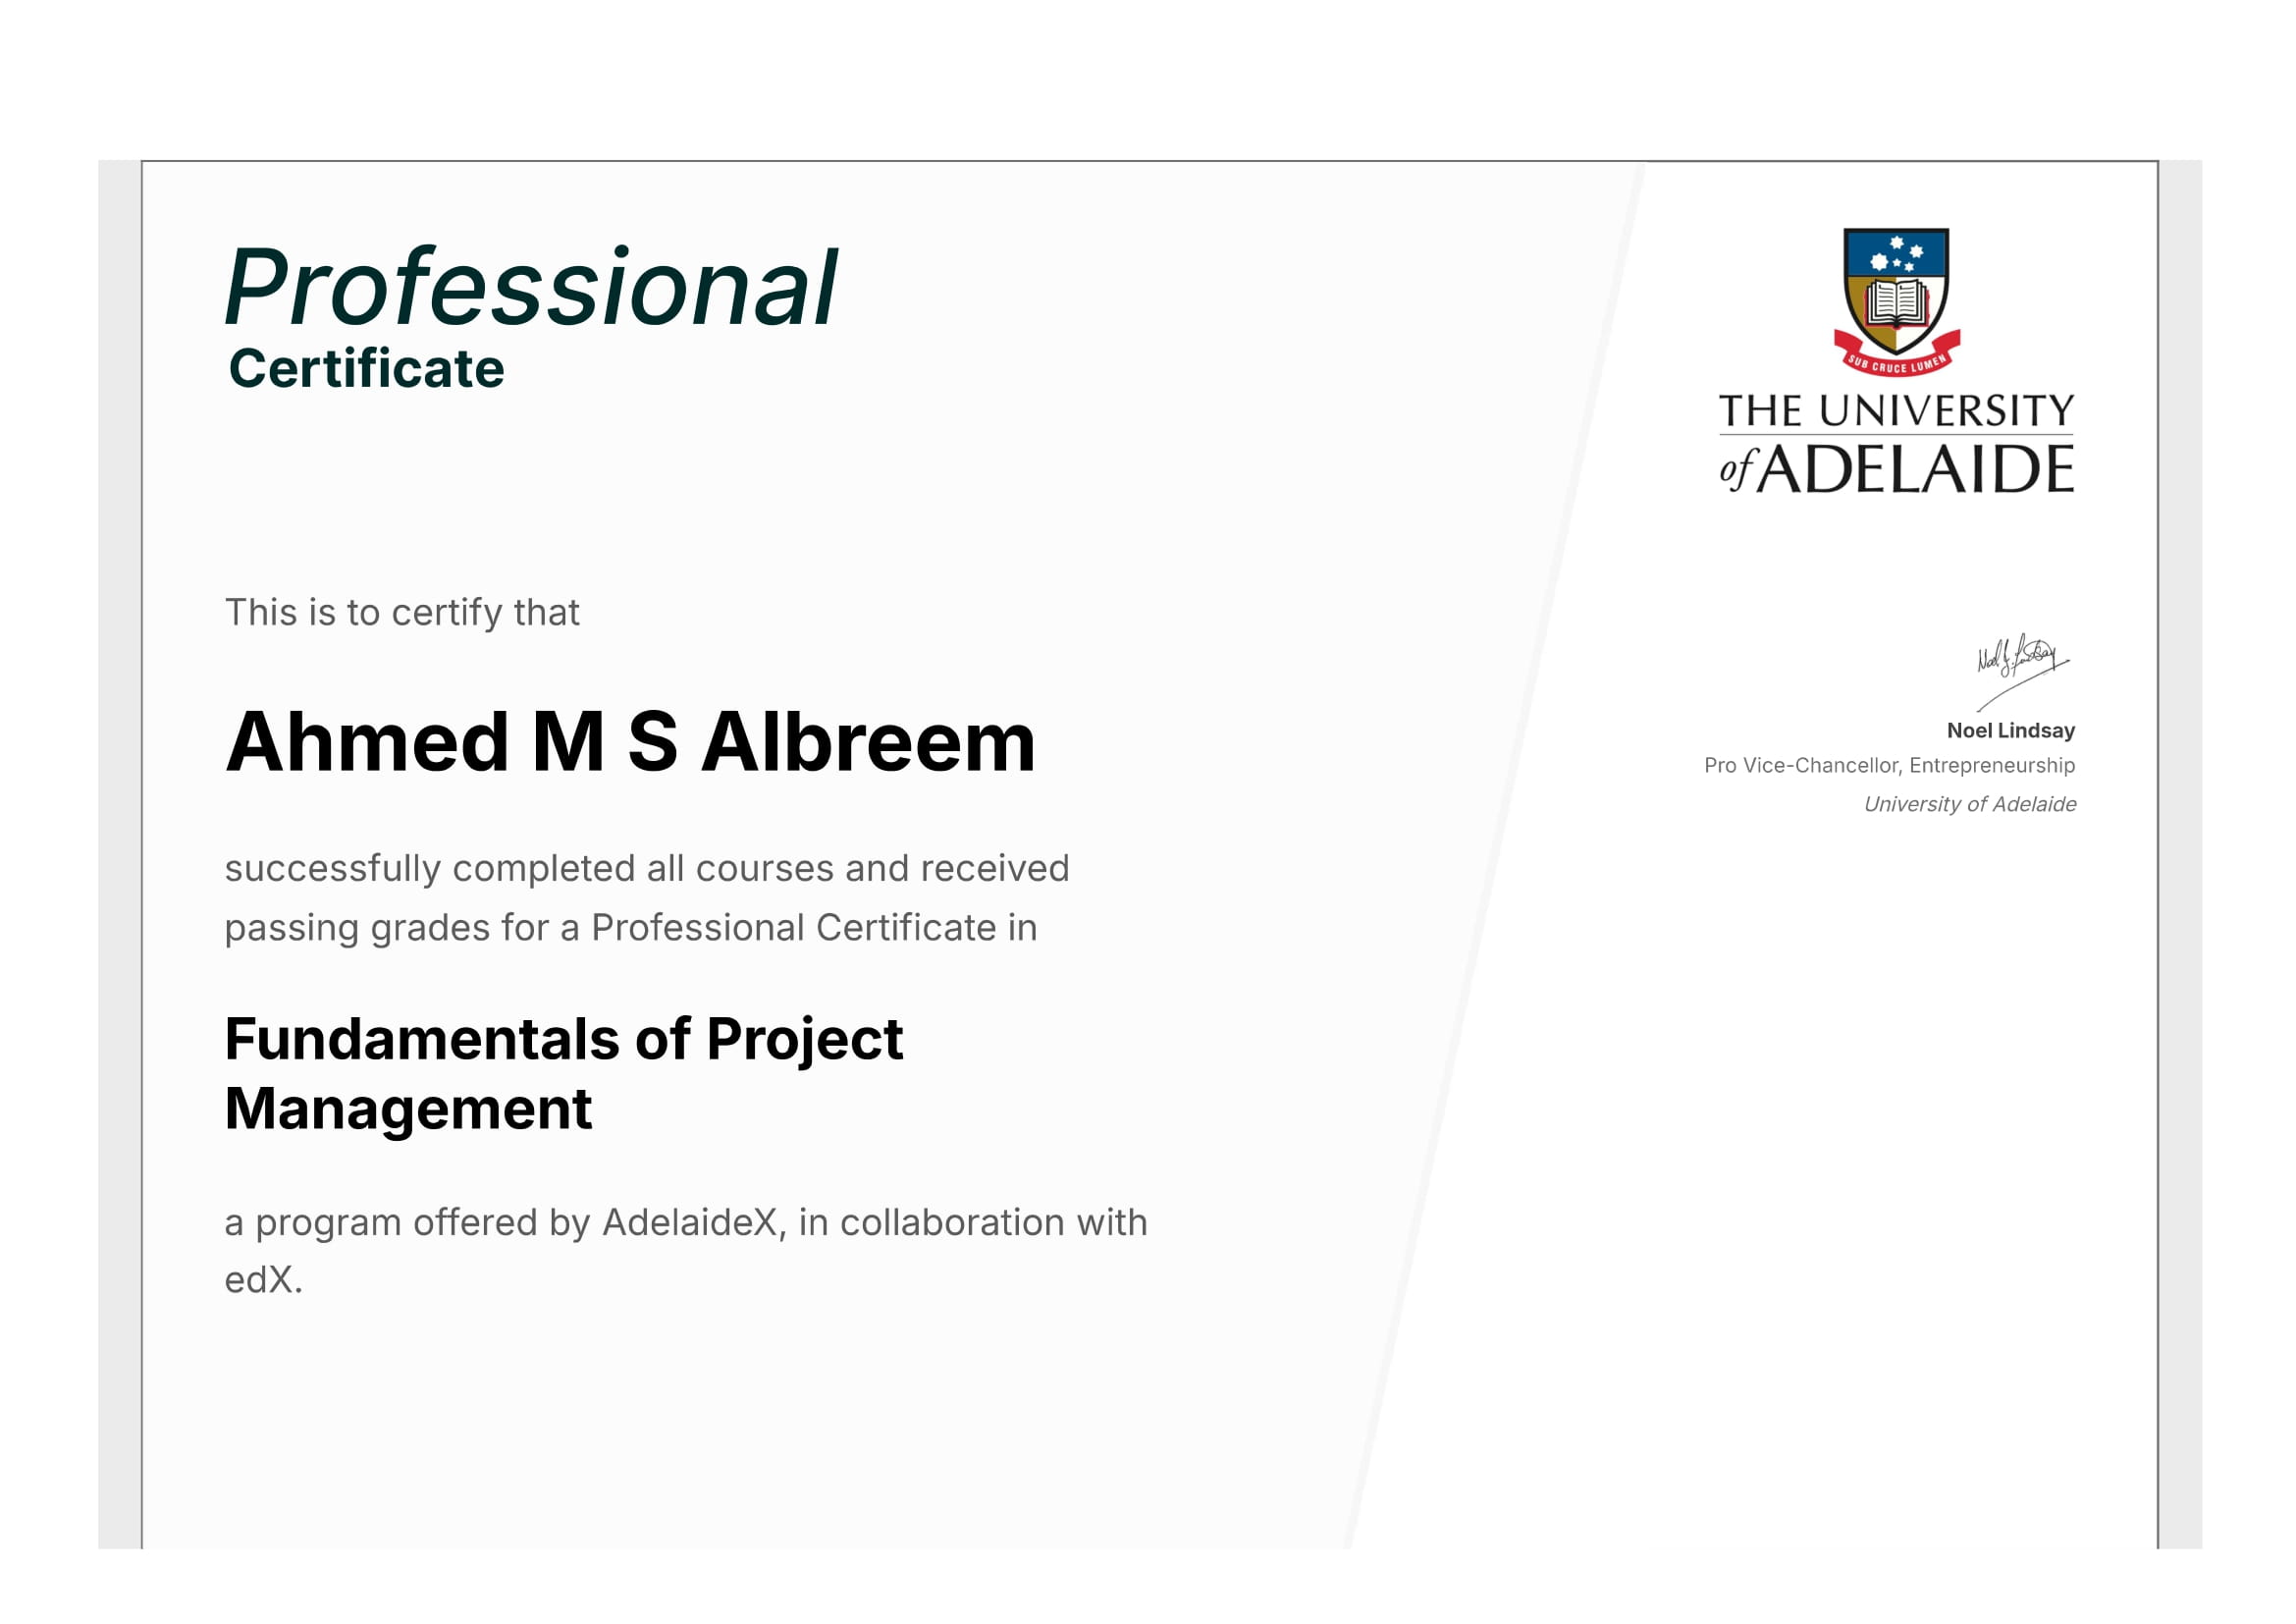 Professional
Certificate
SUB CRUCE LUMEN
THE UNIVERSITY
of ADELAIDE
This is to certify that
Ahmed M S Albreem
successfully completed all courses and received
passing grades for a Professional Certificate in
Fundamentals of Project
Management
a program offered by AdelaideX, in collaboration with
edX.
Noel J. Lindsay
Noel Lindsay
Pro Vice-Chancellor, Entrepreneurship
University of Adelaide